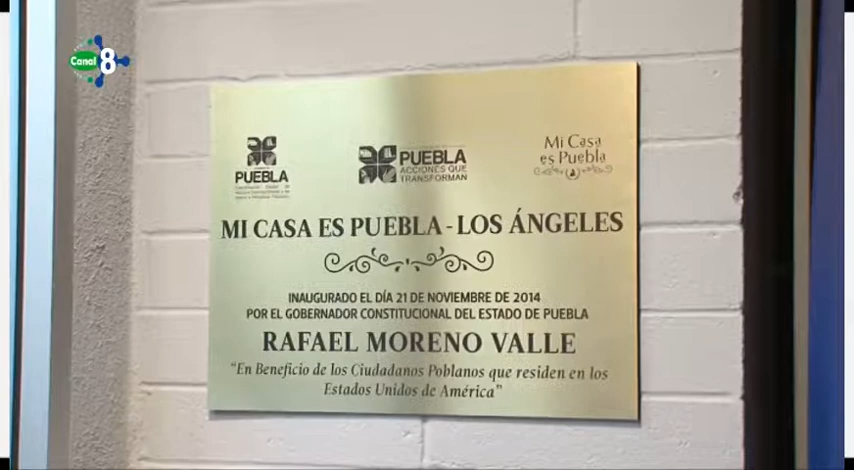 Canal 8
PUEBLA
PUEBLA
ACCIONES QUE
TRANSFORMAN
Mi Casa
es Puebla
MI CASA ES PUEBLA - LOS ÁNGELES
INAUGURADO EL DÍA 21 DE NOVIEMBRE DE 2014
POR EL GOBERNADOR CONSTITUCIONAL DEL ESTADO DE PUEBLA
RAFAEL MORENO VALLE
“En Beneficio de los Ciudadanos Poblanos que residen en los
Estados Unidos de América”